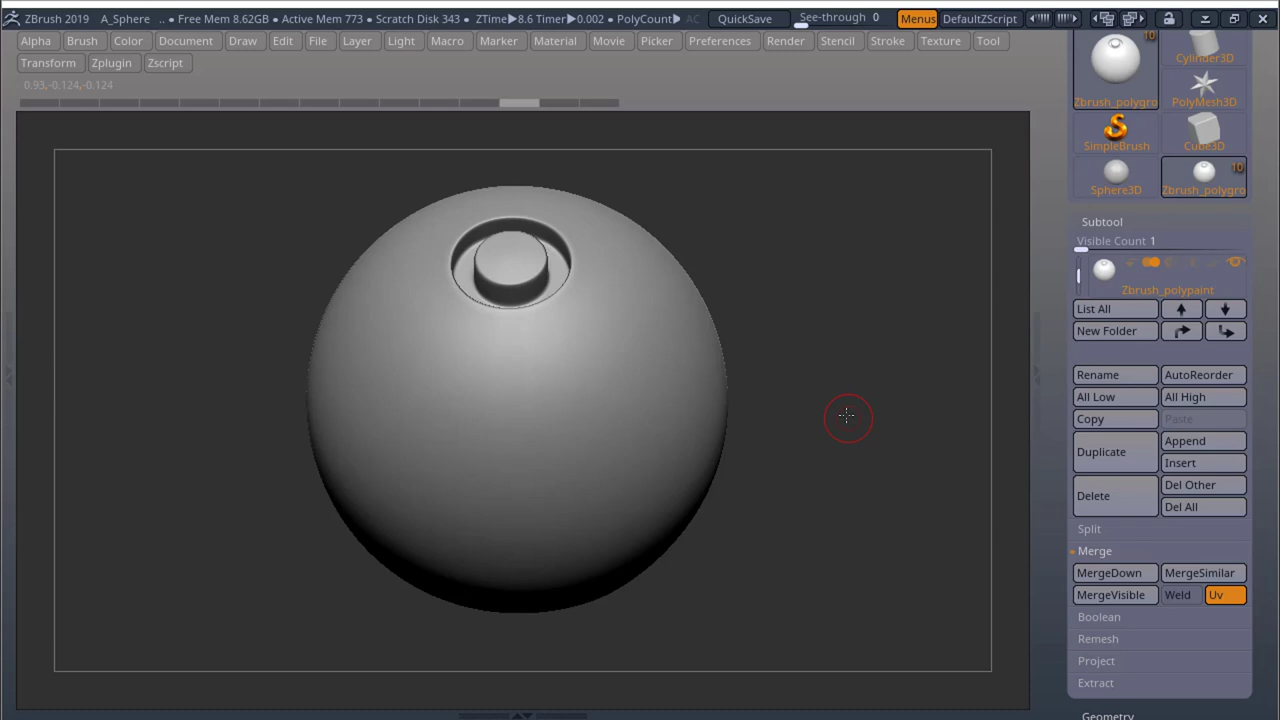 ZBrush 2019 A_Sphere .. • Free Mem 8.62GB • Active Mem 773 • Scratch Disk 343 • ZTime▶8.6 Timer▶0.002 • PolyCount▶ AC QuickSave See-through 0 Menus DefaultZScript
Alpha Brush Color Document Draw Edit File Layer Light Macro Marker Material Movie Picker Preferences Render Stencil Stroke Texture Tool
Transform Zplugin Zscript
0.93,-0.124,-0.124
10
Zbrush_polygro
Cylinder3D
PolyMesh3D
SimpleBrush
Cube3D
Sphere3D
10
Zbrush_polygro
Subtool
Visible Count 1
Zbrush_polypaint
List All
New Folder
Rename AutoReorder
All Low All High
Copy Paste
Duplicate Append
Insert
Delete Del Other
Del All
Split
Merge
MergeDown MergeSimilar
MergeVisible Weld Uv
Boolean
Remesh
Project
Extract
Geometry